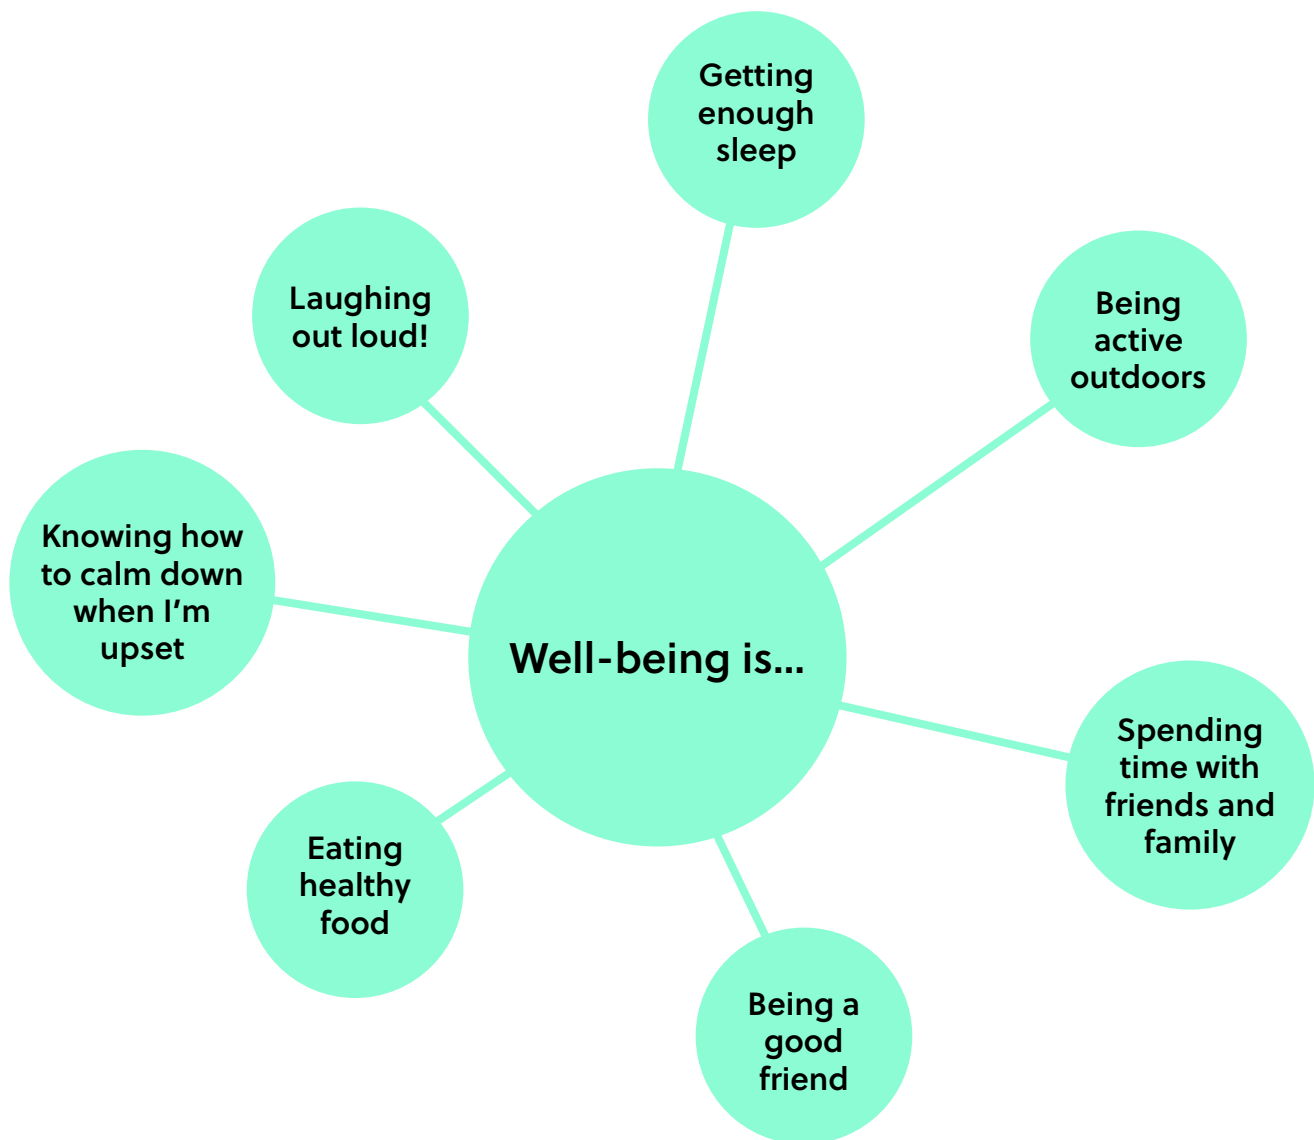 Getting
enough
sleep
Laughing
out loud!
Being
active
outdoors
Knowing how
to calm down
when I’m
upset
Well-being is...
Spending
time with
friends and
family
Eating
healthy
food
Being a
good
friend